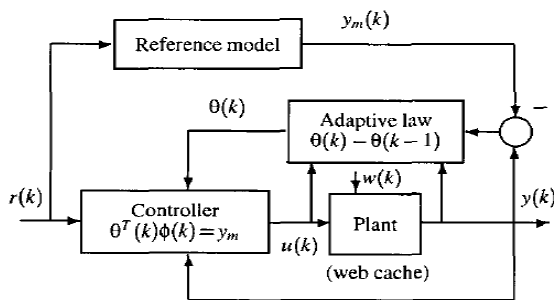 y_m(k)
Reference model
θ(k)
Adaptive law
θ(k) − θ(k−1)
−
w(k)
r(k)
Controller
θ^T(k)ϕ(k)=y_m
u(k)
Plant
y(k)
(web cache)